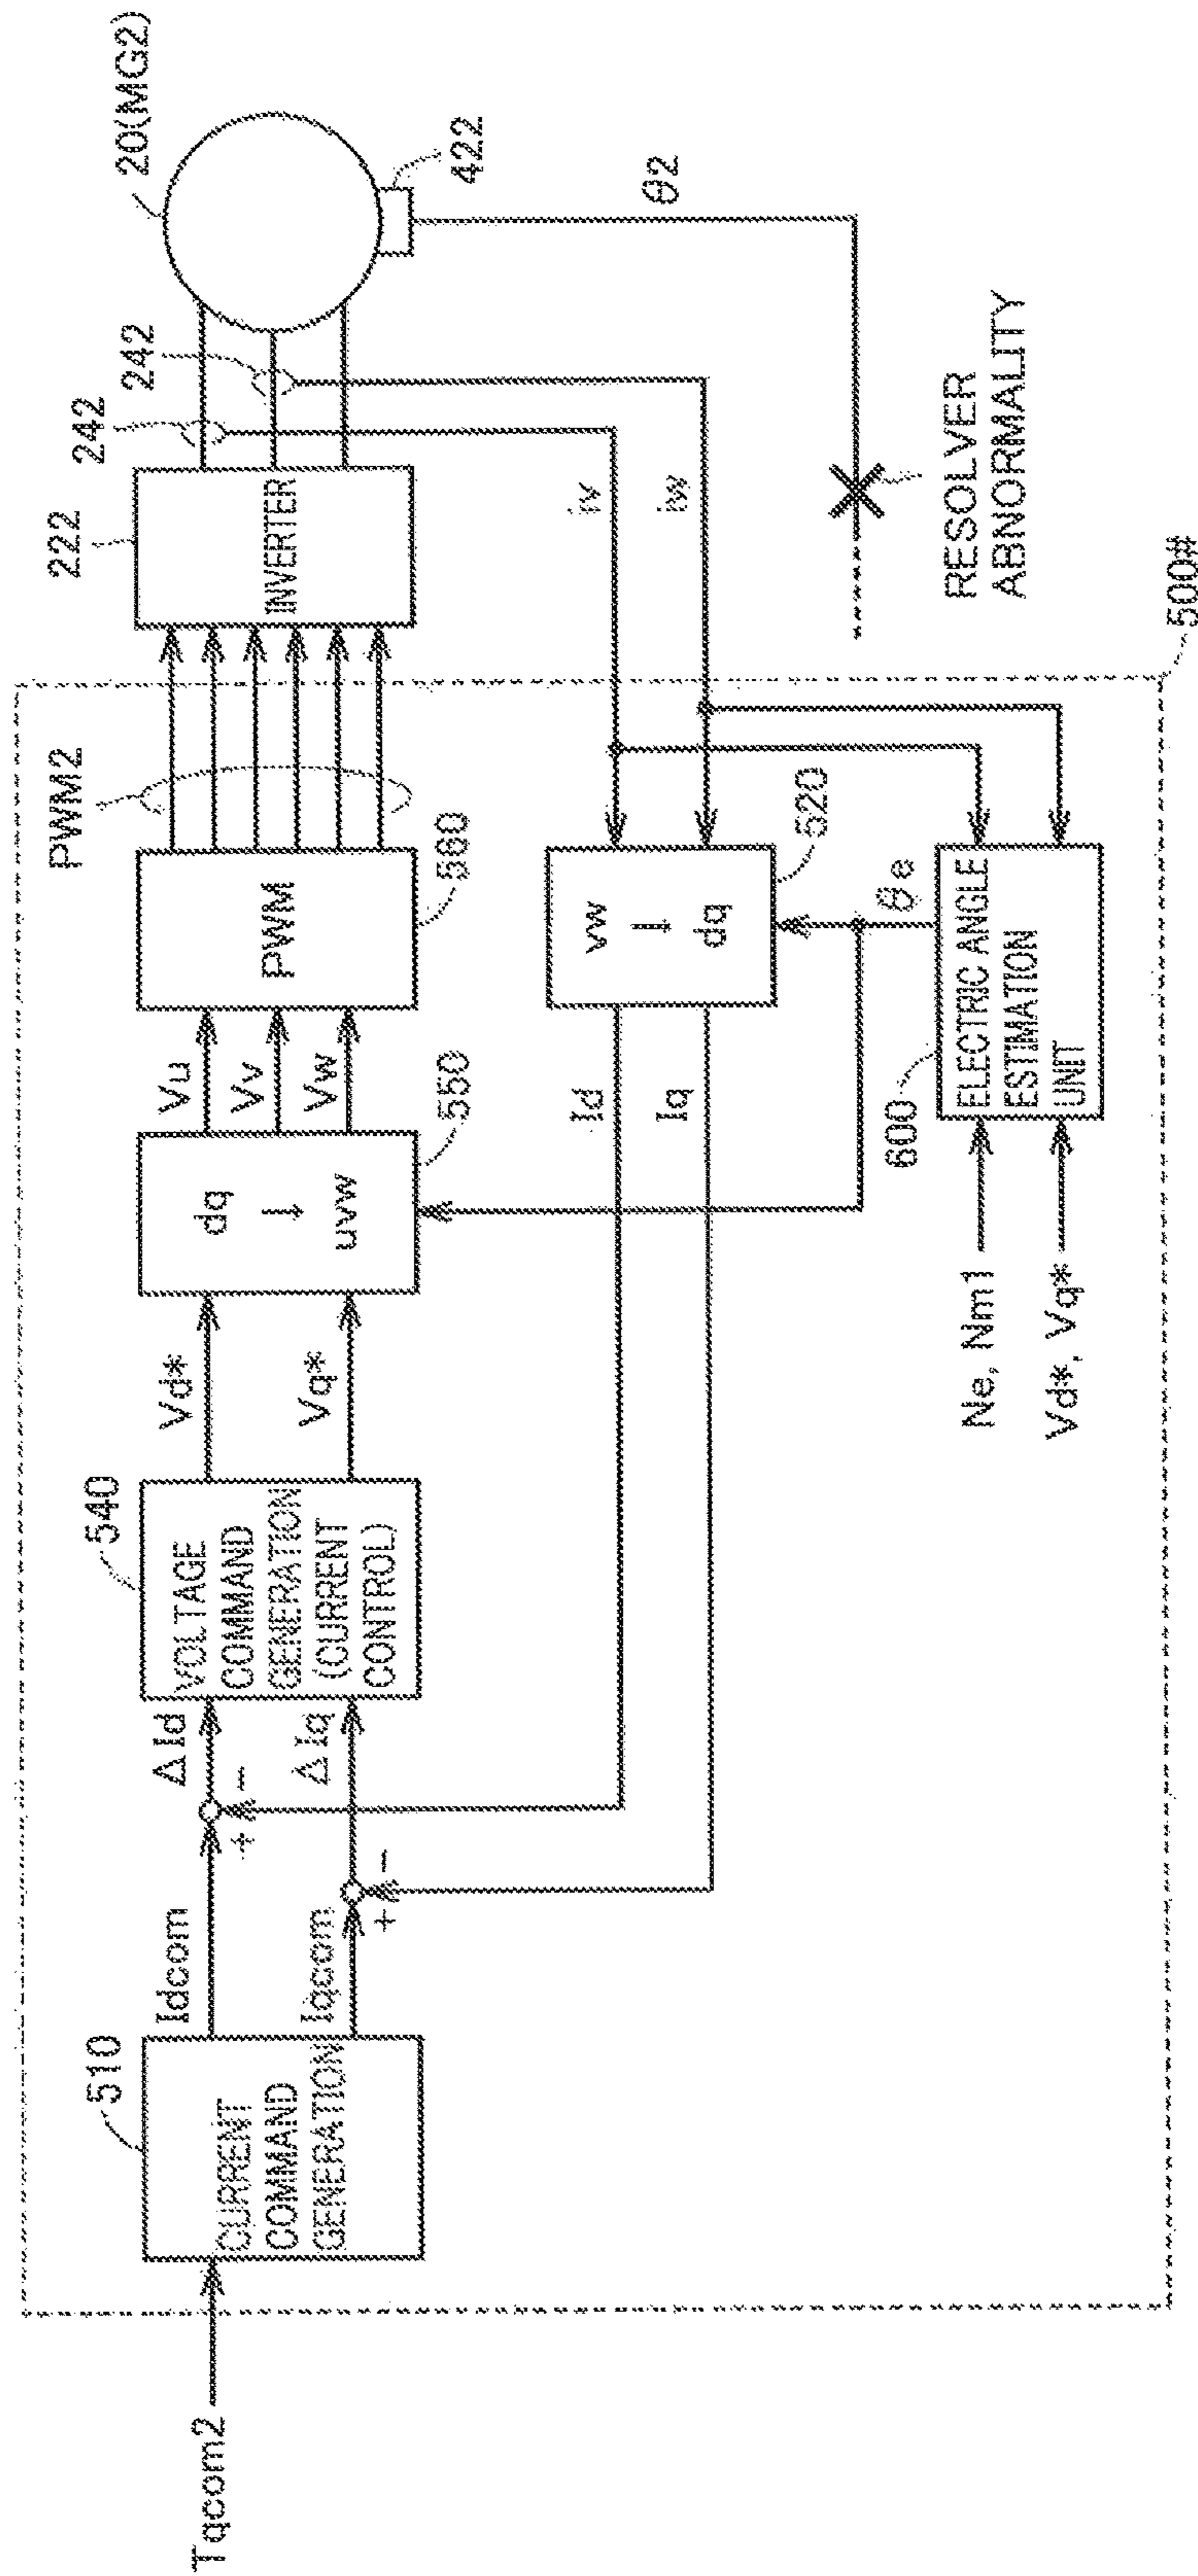 Tqcom2
510
CURRENT
COMMAND
GENERATION
Idcom
Iqcom
+
-
+
-
ΔId
ΔIq
540
VOLTAGE
COMMAND
GENERATION
(CURRENT
CONTROL)
Vd*
Vq*
dq
↓
uvw
550
Vu
Vv
Vw
PWM
560
PWM2
222
INVERTER
242
242
20(MG2)
422
θ2
iv
iw
RESOLVER
ABNORMALITY
vw
↓
dq
520
Id
Iq
θe
600
ELECTRIC ANGLE
ESTIMATION
UNIT
Ne, Nm1
Vd*, Vq*
500#